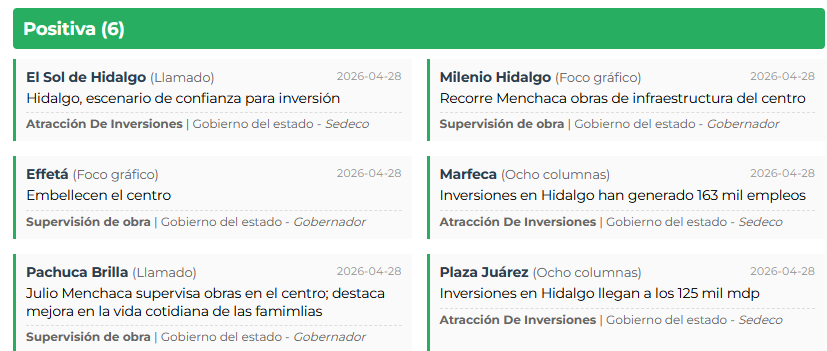 Positiva (6)
El Sol de Hidalgo (Llamado) 2026-04-28
Hidalgo, escenario de confianza para inversión
Atracción De Inversiones | Gobierno del estado - Sedeco
Milenio Hidalgo (Foco gráfico) 2026-04-28
Recorre Menchaca obras de infraestructura del centro
Supervisión de obra | Gobierno del estado - Gobernador
Effetá (Foco gráfico) 2026-04-28
Embellecen el centro
Supervisión de obra | Gobierno del estado - Gobernador
Marfeca (Ocho columnas) 2026-04-28
Inversiones en Hidalgo han generado 163 mil empleos
Atracción De Inversiones | Gobierno del estado - Sedeco
Pachuca Brilla (Llamado) 2026-04-28
Julio Menchaca supervisa obras en el centro; destaca
mejora en la vida cotidiana de las famimlias
Supervisión de obra | Gobierno del estado - Gobernador
Plaza Juárez (Ocho columnas) 2026-04-28
Inversiones en Hidalgo llegan a los 125 mil mdp
Atracción De Inversiones | Gobierno del estado - Sedeco